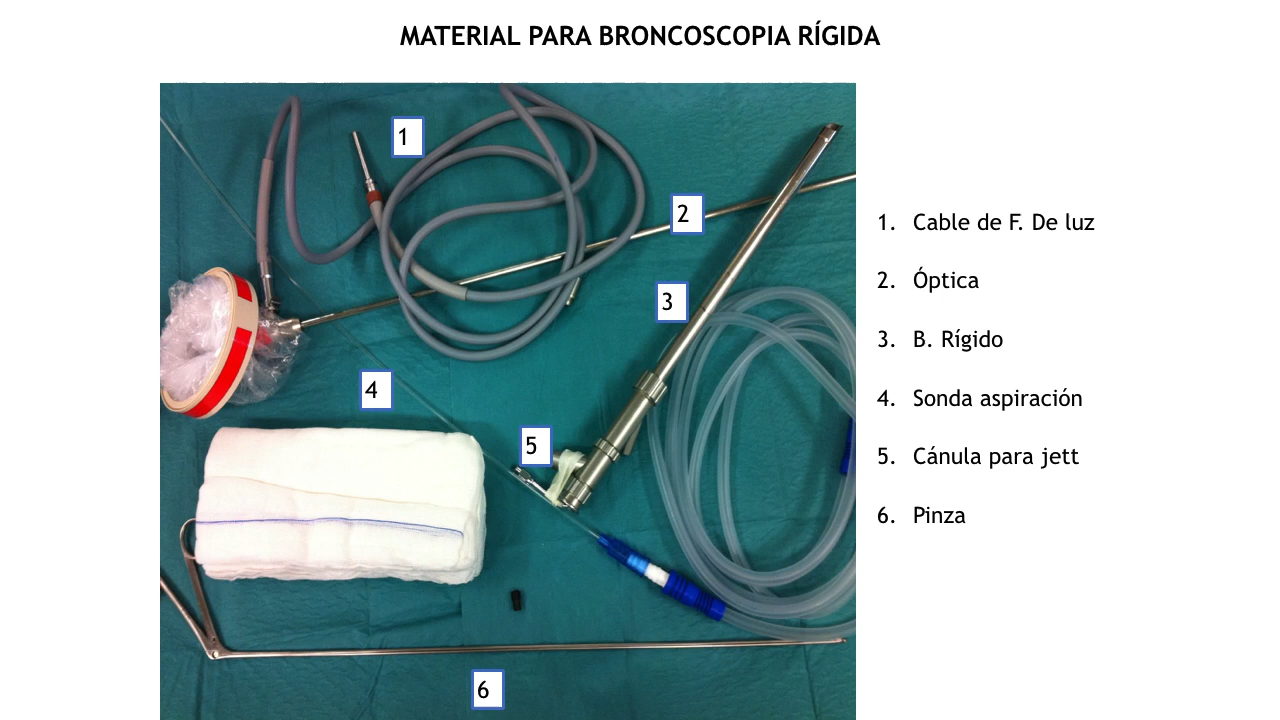 MATERIAL PARA BRONCOSCOPIA RÍGIDA
1
2
3
4
5
6
1. Cable de F. De luz
2. Óptica
3. B. Rígido
4. Sonda aspiración
5. Cánula para jett
6. Pinza